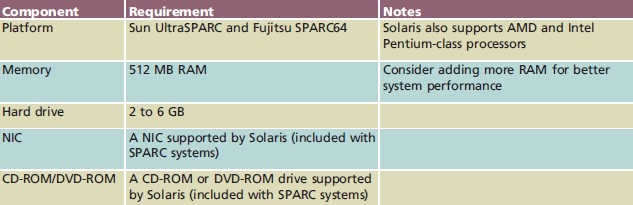 Component Requirement Notes
Platform Sun UltraSPARC and Fujitsu SPARC64 Solaris also supports AMD and Intel
Pentium-class processors
Memory 512 MB RAM Consider adding more RAM for better
system performance
Hard drive 2 to 6 GB
NIC A NIC supported by Solaris (included with
SPARC systems)
CD-ROM/DVD-ROM A CD-ROM or DVD-ROM drive supported
by Solaris (included with SPARC systems)